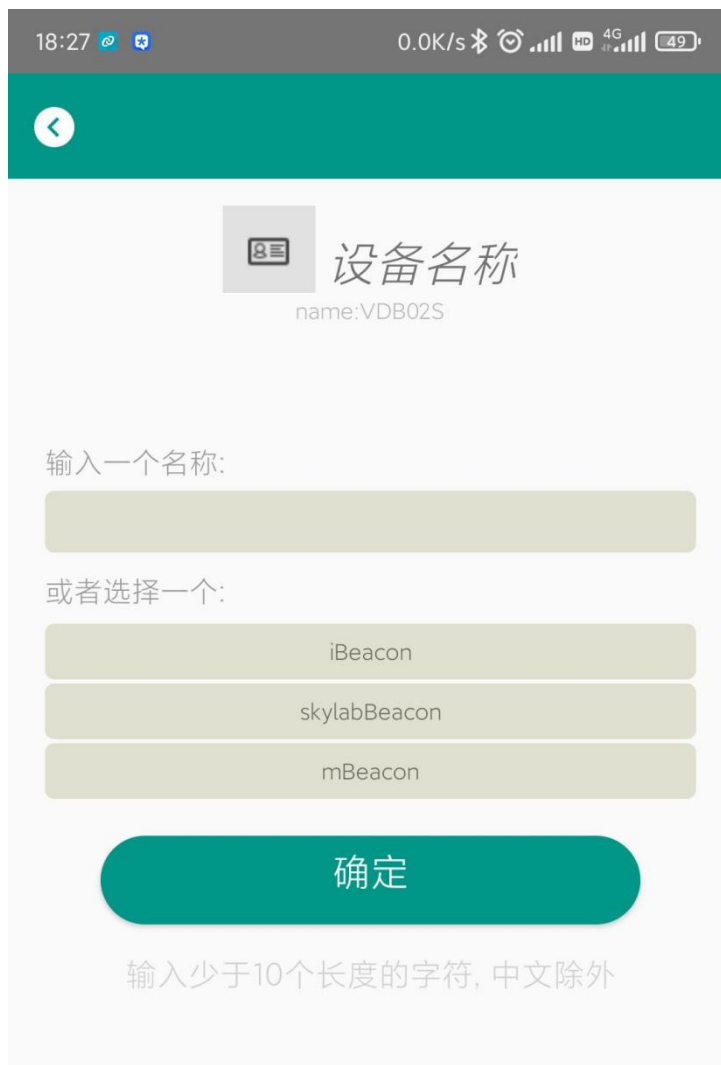 18:27 0.0K/s HD 4G 49
设备名称
name:VDB02S
输入一个名称:
或者选择一个:
iBeacon
skylabBeacon
mBeacon
确定
输入少于10个长度的字符, 中文除外